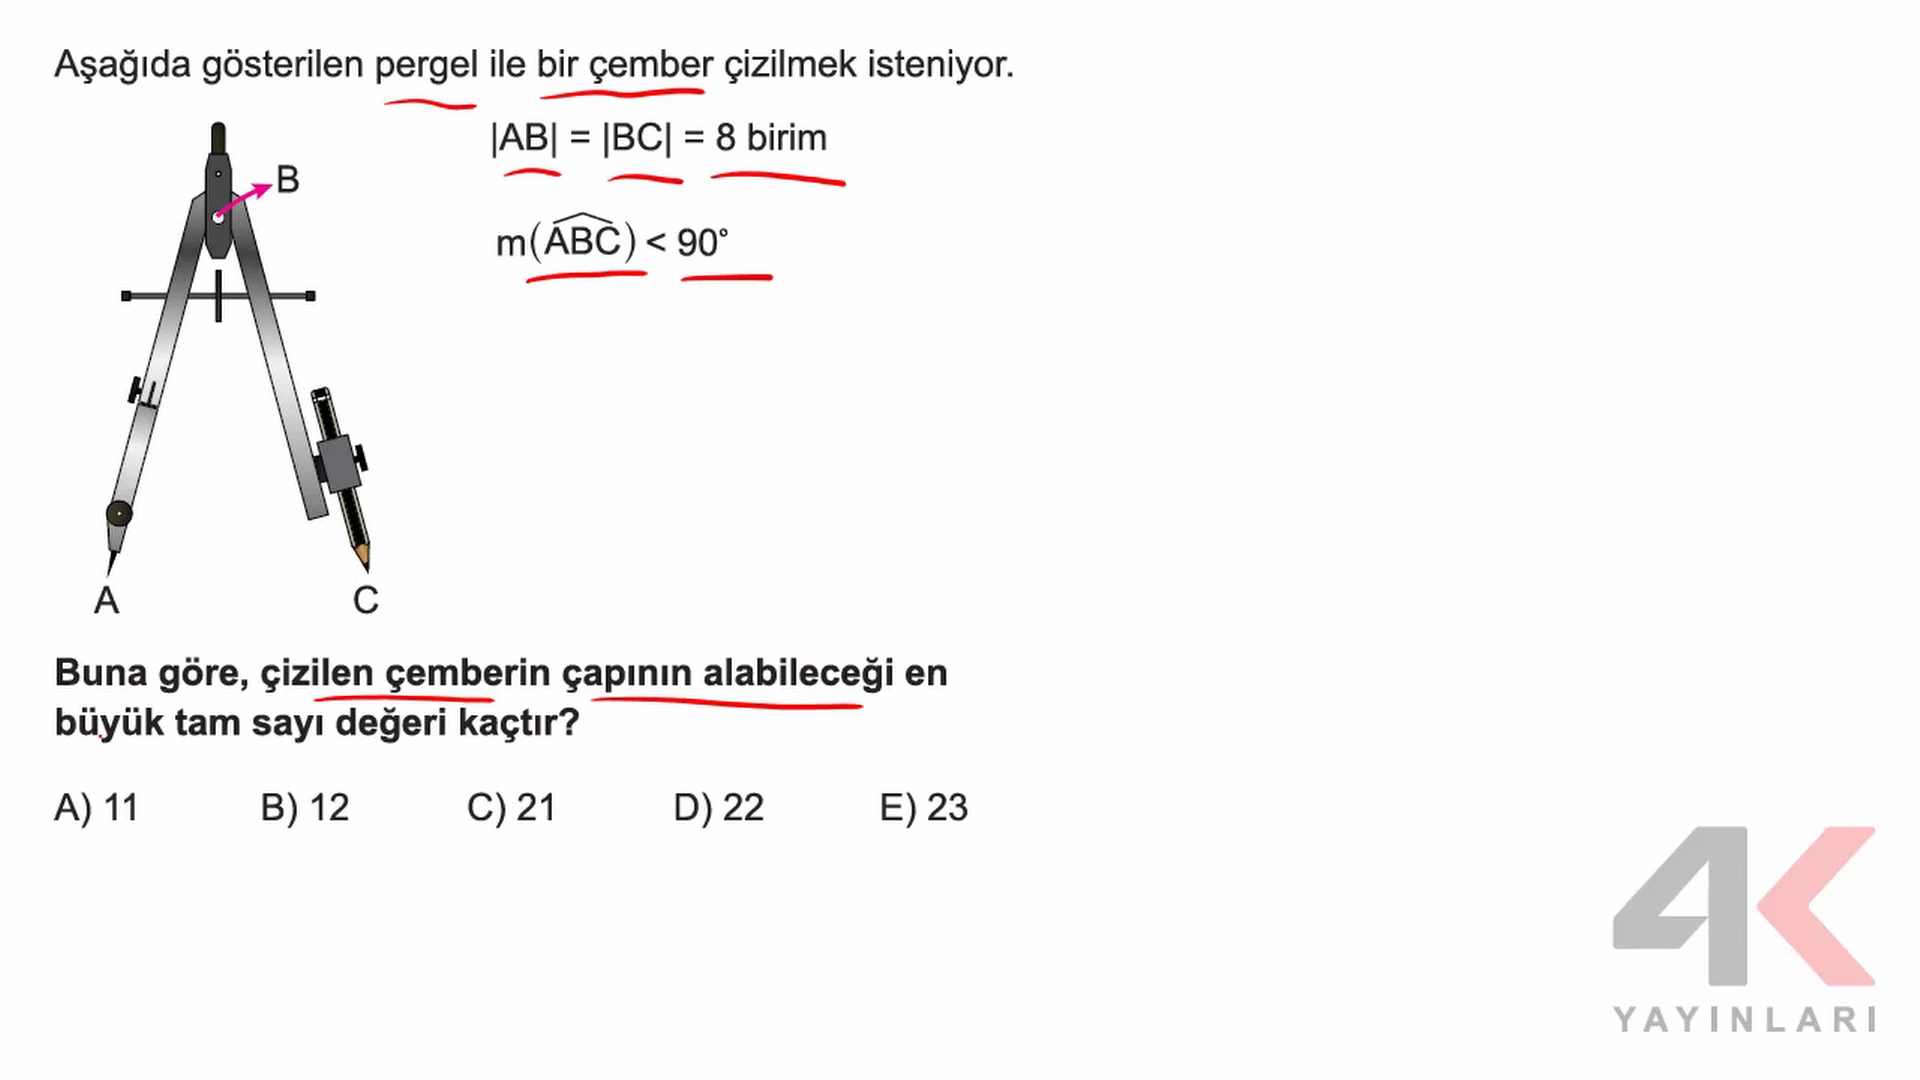 Aşağıda gösterilen pergel ile bir çember çizilmek isteniyor.
|AB| = |BC| = 8 birim
B
m(ABC) < 90°
A
C
Buna göre, çizilen çemberin çapının alabileceği en
büyük tam sayı değeri kaçtır?
A) 11 B) 12 C) 21 D) 22 E) 23
4K
YAYINLARI